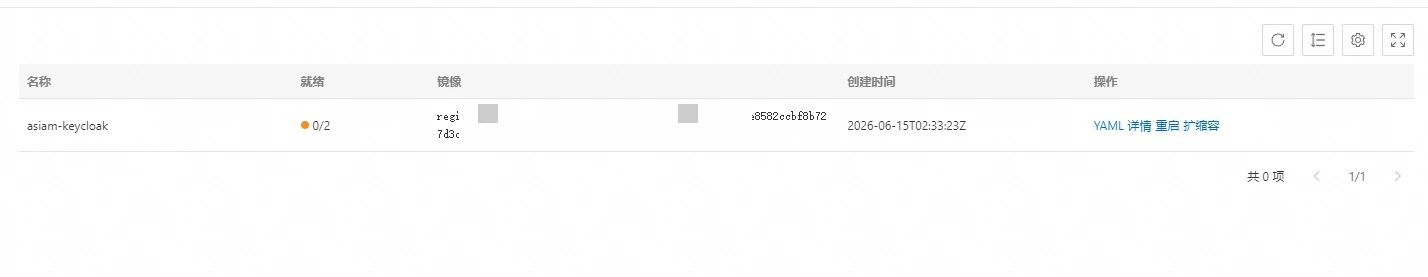 名称 就绪 镜像 创建时间 操作
asiam-keycloak 0/2 regi :8582ccbf8b72 2026-06-15T02:33:23Z YAML 详情 重启 扩缩容
7d3c
共 0 项 1/1